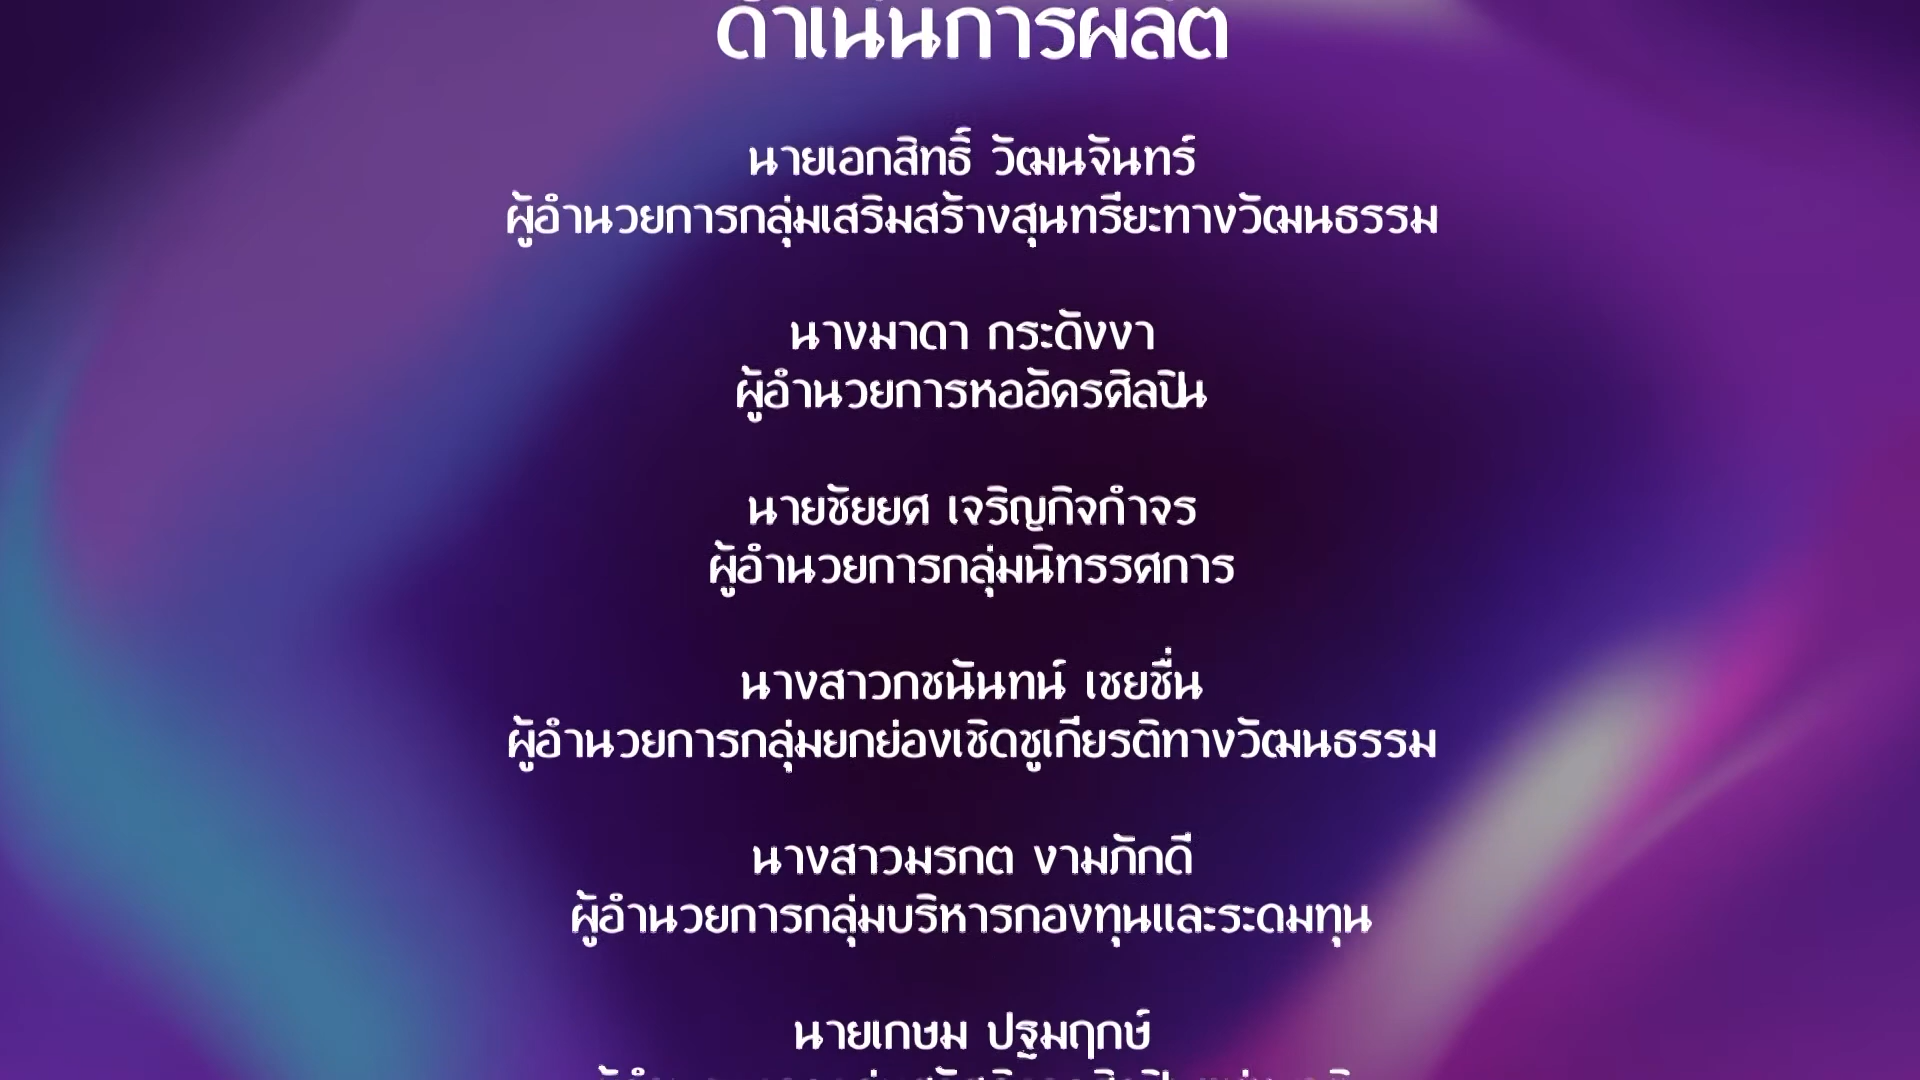 ดำเนินการผลิต
นายเอกสิทธิ์ วัฒนจันทร์
ผู้อำนวยการกลุ่มเสริมสร้างสุนทรียะทางวัฒนธรรม
นางมาดา กระดังงา
ผู้อำนวยการหออัครศิลปิน
นายชัยยศ เจริญกิจกำจร
ผู้อำนวยการกลุ่มนิทรรศการ
นางสาวกชนันทน์ เชยชื่น
ผู้อำนวยการกลุ่มยกย่องเชิดชูเกียรติทางวัฒนธรรม
นางสาวมรกต งามภักดี
ผู้อำนวยการกลุ่มบริหารกองทุนและระดมทุน
นายเกษม ปฐมฤกษ์